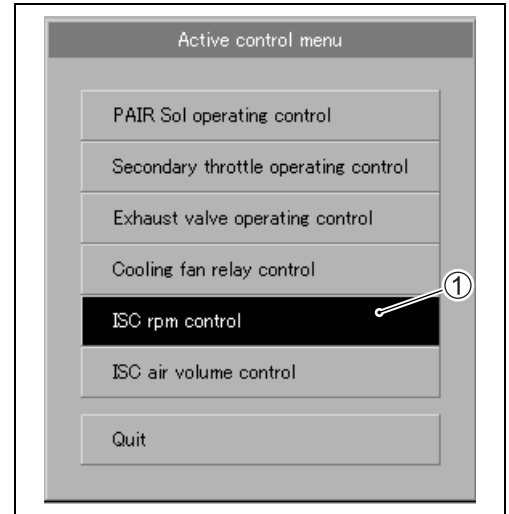 Active control menu
PAIR Sol operating control
Secondary throttle operating control
Exhaust valve operating control
Cooling fan relay control
①
ISC rpm control
ISC air volume control
Quit